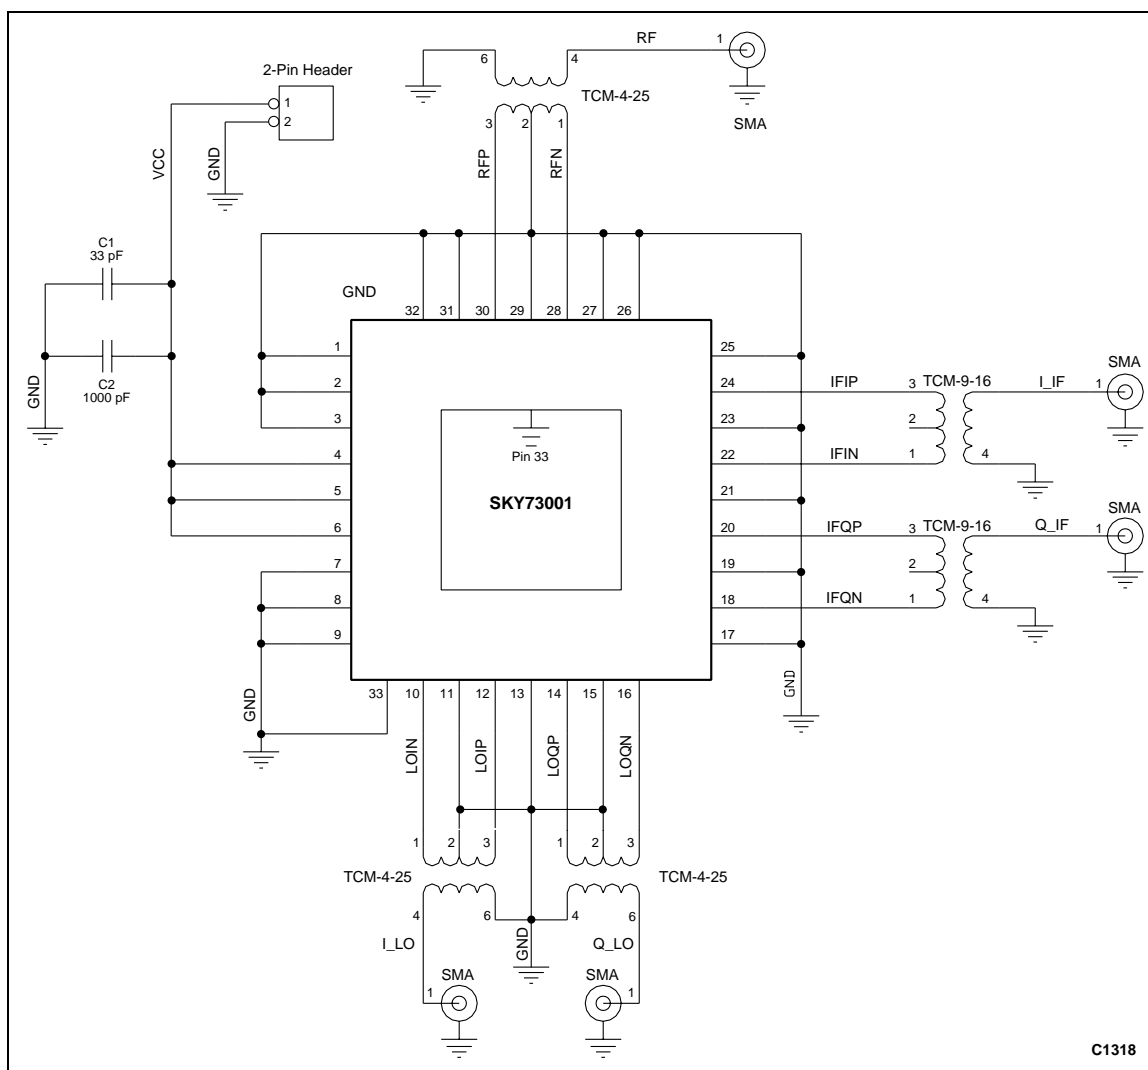 RF
1
6
4
2-Pin Header
TCM-4-25
1
2
SMA
3
2
1
VCC
GND
RFP
RFN
C1
33 pF
GND
32
31
30
29
28
27
26
1
25
SMA
GND
C2
1000 pF
2
24
IFIP
3
TCM-9-16
I_IF
1
3
23
2
Pin 33
4
22
IFIN
1
4
5
SKY73001
21
SMA
6
20
IFQP
3
TCM-9-16
Q_IF
1
7
19
2
8
18
IFQN
1
4
9
17
GND
GND
33
10
11
12
13
14
15
16
LOIN
LOIP
LOQP
LOQN
1
2
3
1
2
3
TCM-4-25
TCM-4-25
4
6
4
6
I_LO
GND
Q_LO
SMA
SMA
1
1
C1318